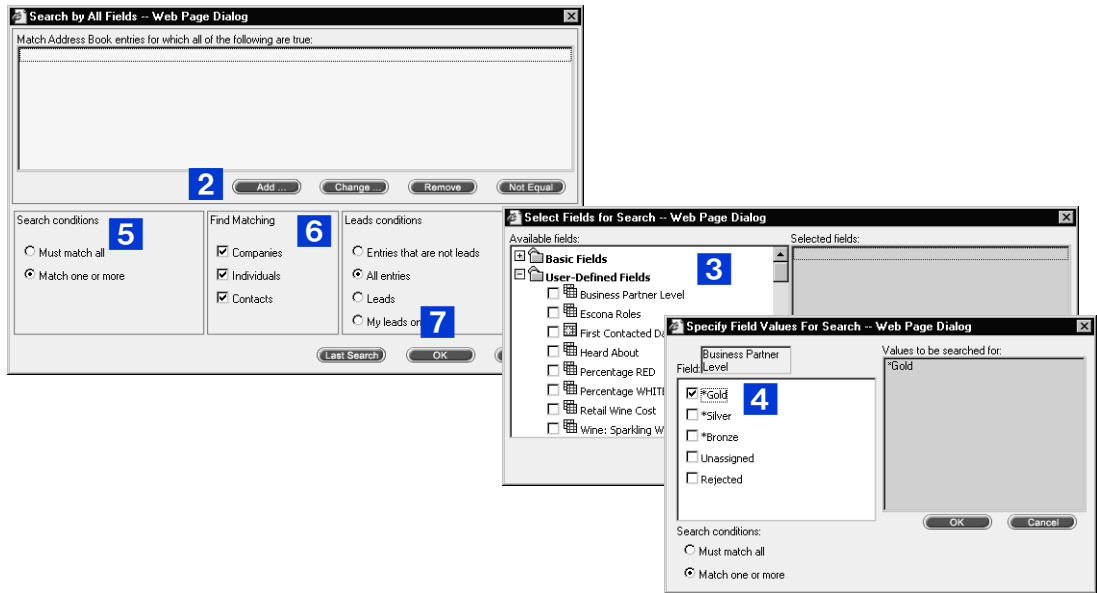 Search by All Fields -- Web Page Dialog
Match Address Book entries for which all of the following are true:
2
Add ...
Change ...
Remove
Not Equal
Search conditions
5
Must match all
Match one or more
Find Matching
6
Companies
Individuals
Contacts
Leads conditions
Entries that are not leads
All entries
Leads
My leads on
7
Last Search
OK
Select Fields for Search -- Web Page Dialog
Available fields:
Selected fields:
3
Basic Fields
User-Defined Fields
Business Partner Level
Escona Roles
First Contacted Da
Heard About
Percentage RED
Percentage WHITE
Retail Wine Cost
Wine: Sparkling W
Specify Field Values For Search -- Web Page Dialog
Field:
Business Partner
Level
Values to be searched for:
*Gold
4
*Gold
*Silver
*Bronze
Unassigned
Rejected
OK
Cancel
Search conditions:
Must match all
Match one or more